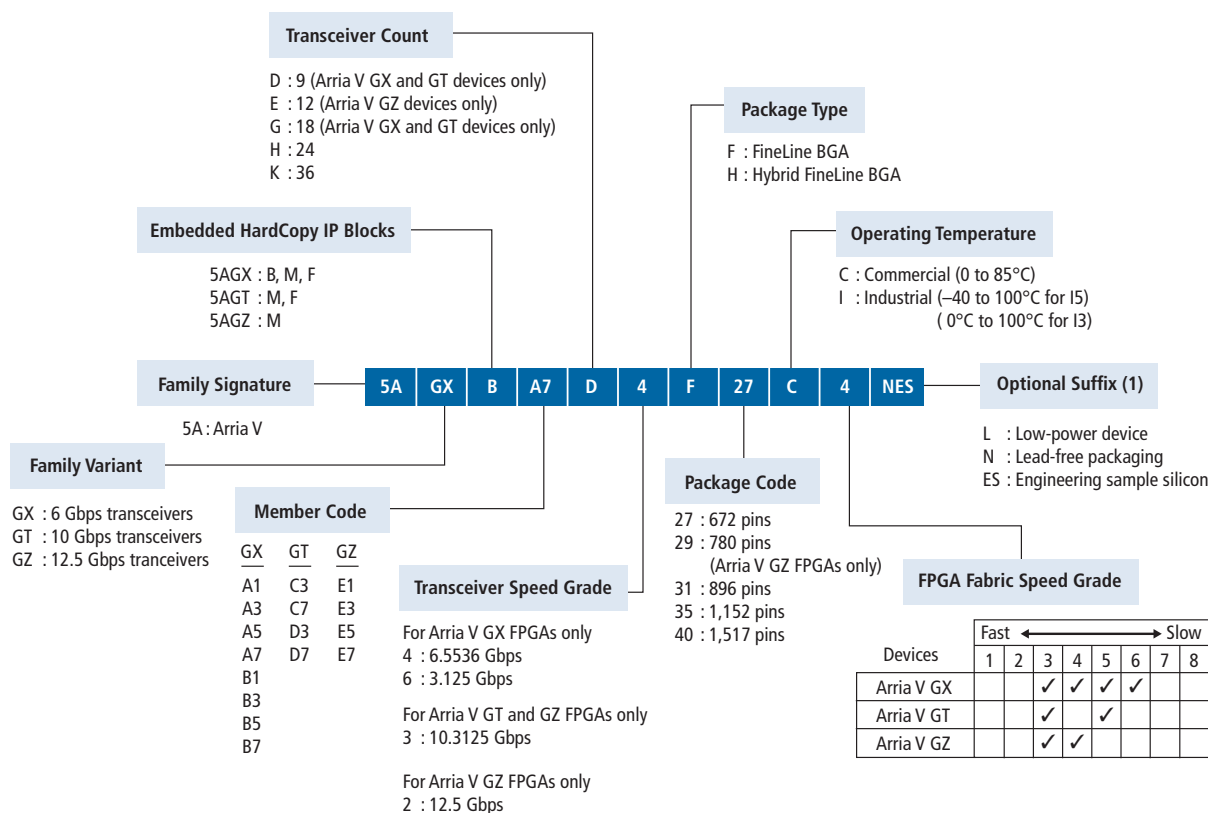 Transceiver Count
D : 9 (Arria V GX and GT devices only)
E : 12 (Arria V GZ devices only)
G : 18 (Arria V GX and GT devices only)
H : 24
K : 36
Package Type
F : FineLine BGA
H : Hybrid FineLine BGA
Embedded HardCopy IP Blocks
5AGX : B, M, F
5AGT : M, F
5AGZ : M
Operating Temperature
C : Commercial (0 to 85°C)
I : Industrial (–40 to 100°C for I5)
( 0°C to 100°C for I3)
Family Signature
5A : Arria V
5A GX B A7 D 4 F 27 C 4 NES
Optional Suffix (1)
L : Low-power device
N : Lead-free packaging
ES : Engineering sample silicon
Family Variant
GX : 6 Gbps transceivers
GT : 10 Gbps transceivers
GZ : 12.5 Gbps tranceivers
Member Code
GX GT GZ
A1 C3 E1
A3 C7 E3
A5 D3 E5
A7 D7 E7
B1
B3
B5
B7
Transceiver Speed Grade
For Arria V GX FPGAs only
4 : 6.5536 Gbps
6 : 3.125 Gbps
For Arria V GT and GZ FPGAs only
3 : 10.3125 Gbps
For Arria V GZ FPGAs only
2 : 12.5 Gbps
Package Code
27 : 672 pins
29 : 780 pins
(Arria V GZ FPGAs only)
31 : 896 pins
35 : 1,152 pins
40 : 1,517 pins
FPGA Fabric Speed Grade
Fast Slow
Devices 1 2 3 4 5 6 7 8
Arria V GX ✓ ✓ ✓ ✓
Arria V GT ✓ ✓
Arria V GZ ✓ ✓